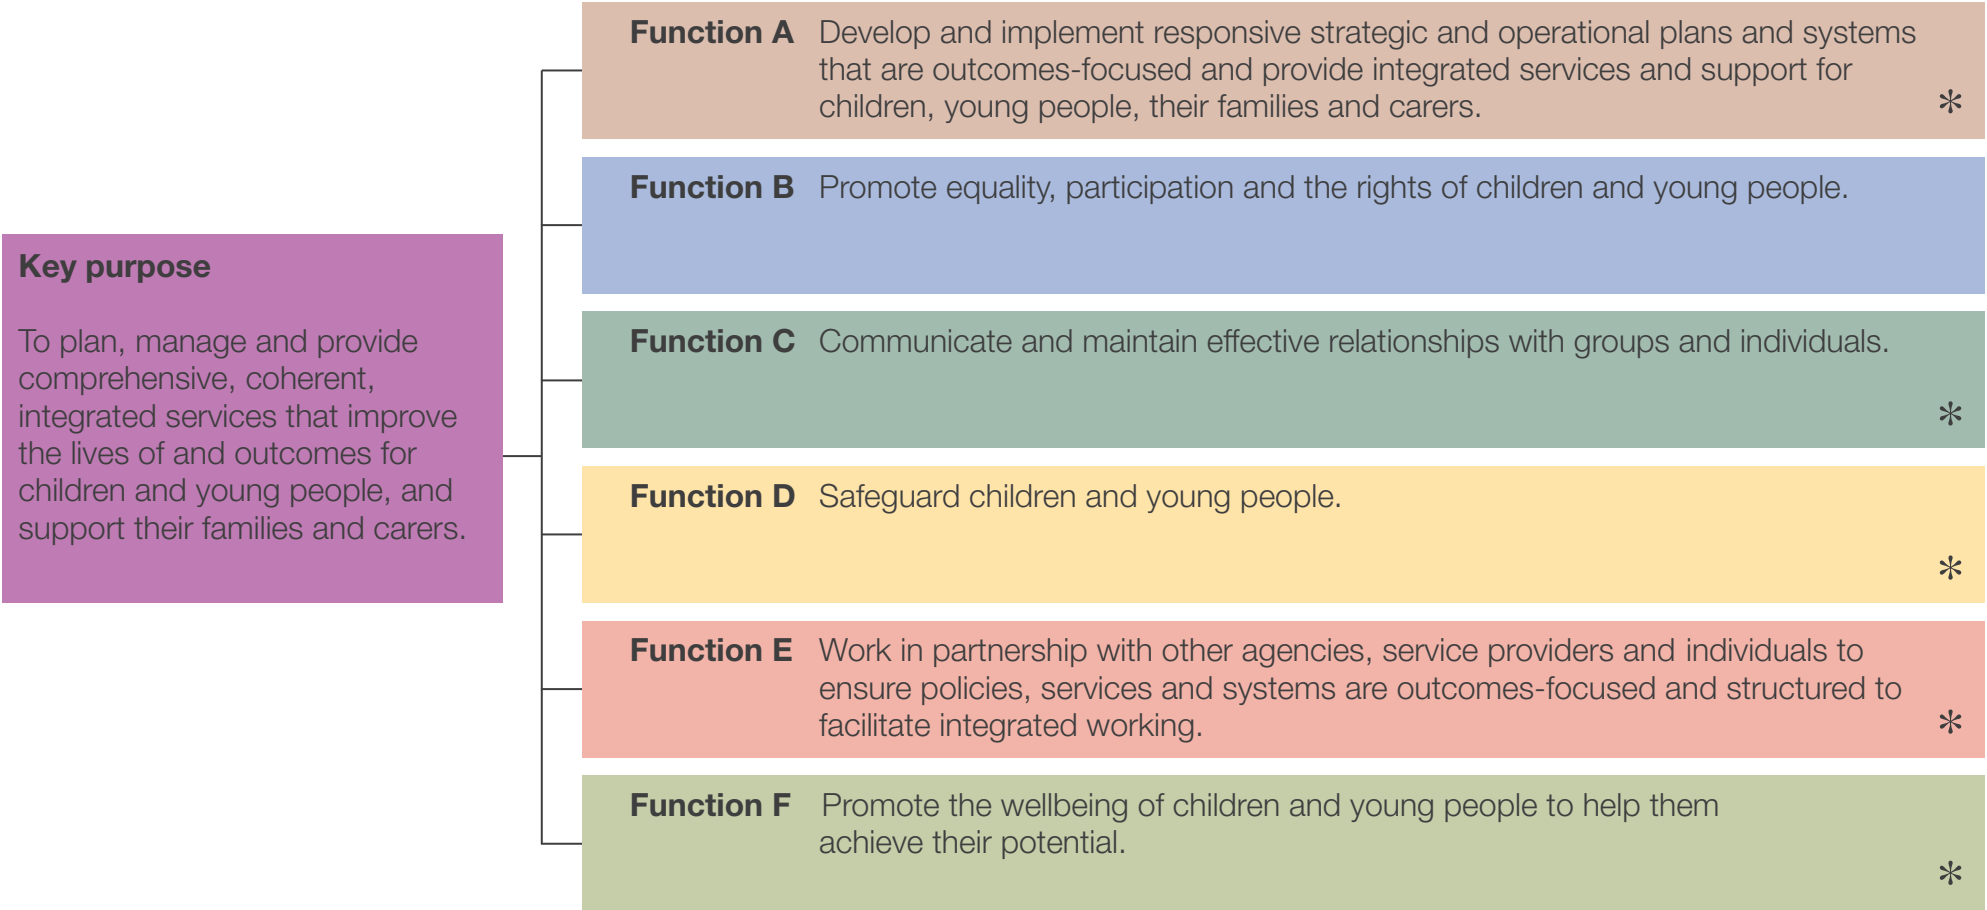 Key purpose
To plan, manage and provide
comprehensive, coherent,
integrated services that improve
the lives of and outcomes for
children and young people, and
support their families and carers.
Function A Develop and implement responsive strategic and operational plans and systems
that are outcomes-focused and provide integrated services and support for
children, young people, their families and carers.
*
Function B Promote equality, participation and the rights of children and young people.
Function C Communicate and maintain effective relationships with groups and individuals.
*
Function D Safeguard children and young people.
*
Function E Work in partnership with other agencies, service providers and individuals to
ensure policies, services and systems are outcomes-focused and structured to
facilitate integrated working.
*
Function F Promote the wellbeing of children and young people to help them
achieve their potential.
*